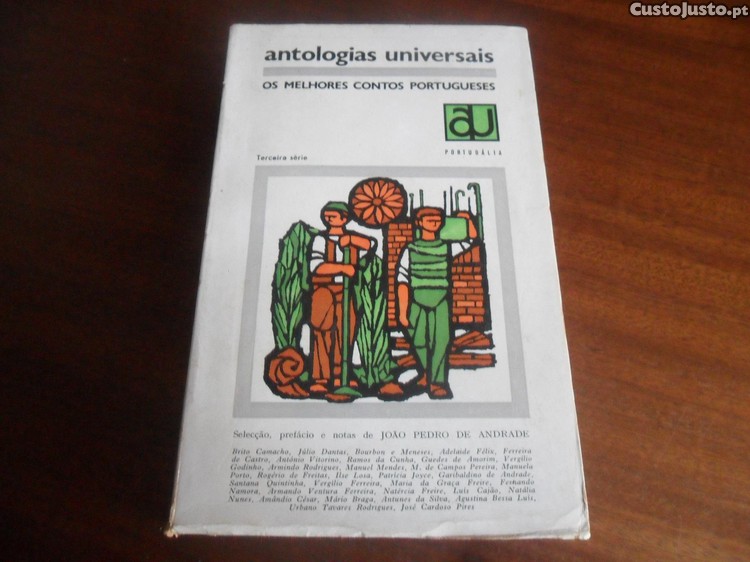 CustoJusto.pt
antologias universais
OS MELHORES CONTOS PORTUGUESES
au
PORTUGÁLIA
Terceira série
Selecção, prefácio e notas de JOÃO PEDRO DE ANDRADE
Brito Camacho, Júlio Dantas, Bourbon e Meneses, Adelaide Félix, Ferreira
de Castro, António Vitorino, Ramos da Cunha, Guedes de Amorim, Vergílio
Godinho, Armindo Rodrigues, Manuel Mendes, M. de Campos Pereira, Manuela
Porto, Rogério de Freitas, Ilse Losa, Patrícia Joyce, Garibaldino de Andrade,
Santana Quintinha, Vergílio Ferreira, Maria da Graça Freire, Fernando
Namora, Armando Ventura Ferreira, Natércia Freire, Luís Cajão, Natália
Nunes, Amândio César, Mário Braga, Antunes da Silva, Agustina Bessa Luís,
Urbano Tavares Rodrigues, José Cardoso Pires